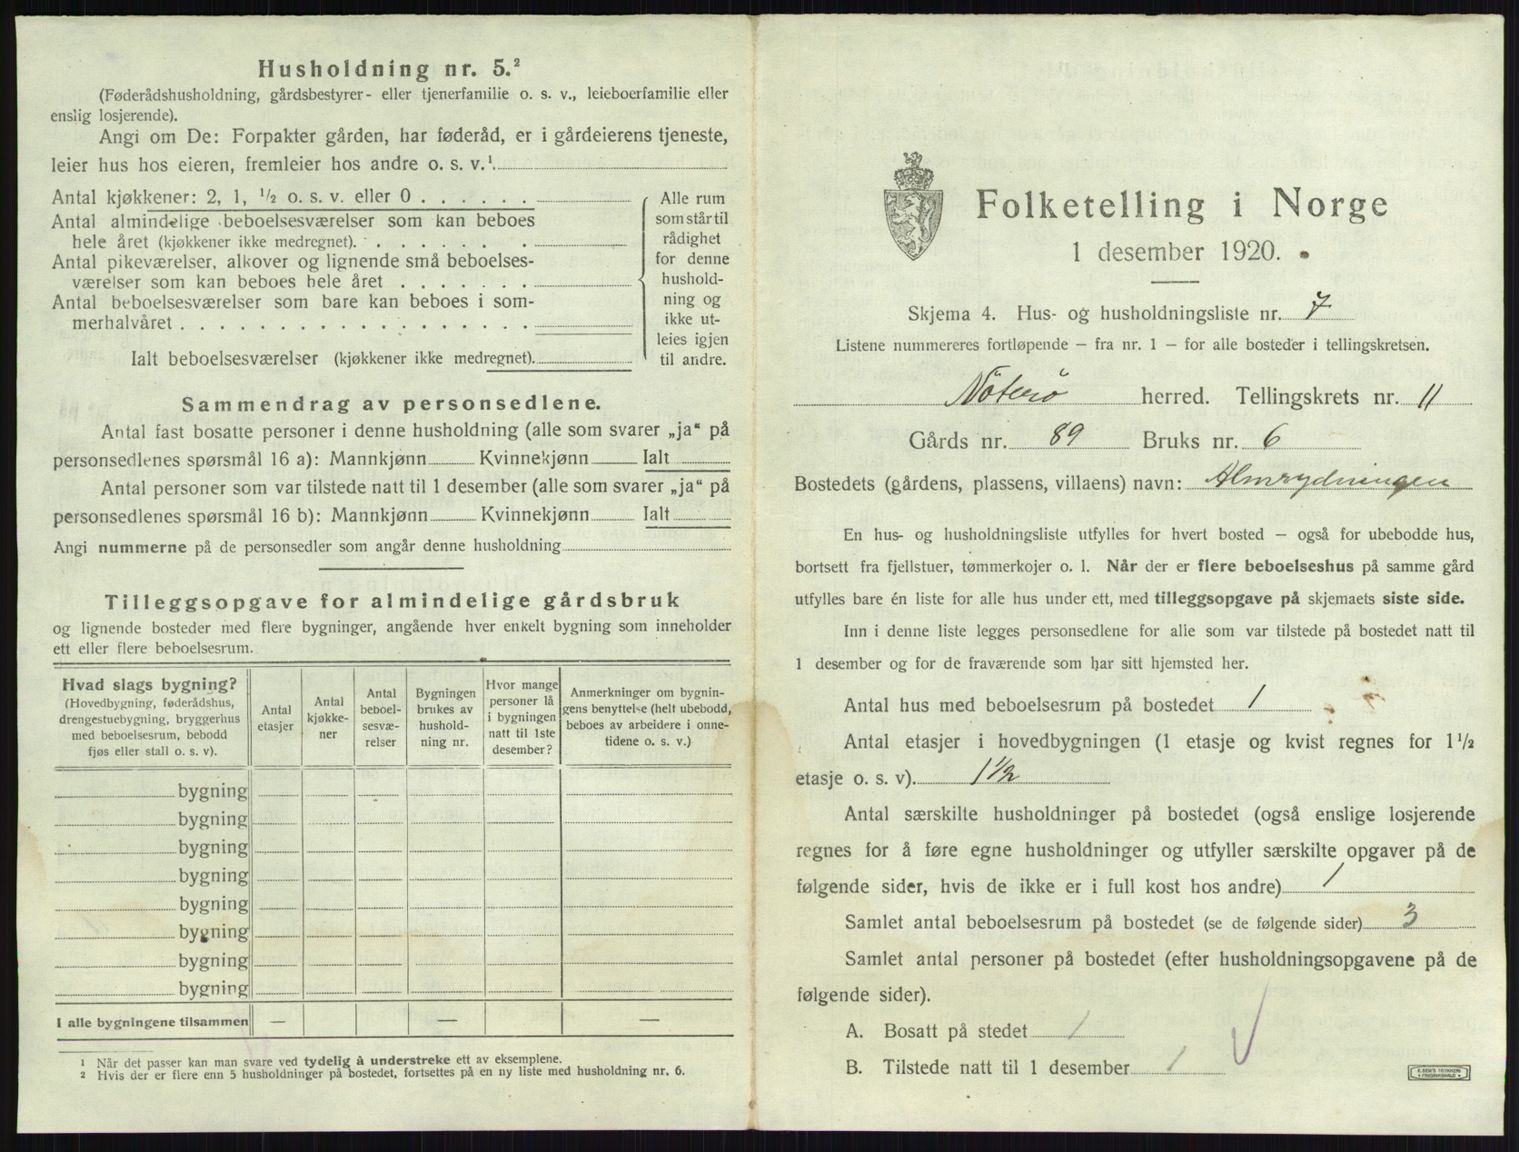 Husholdning nr. 5.²
(Føderådshusholdning, gårdsbestyrer- eller tjenerfamilie o. s. v., leieboerfamilie eller
enslig losjerende).
Angi om De: Forpakter gården, har føderåd, er i gårdeierens tjeneste,
leier hus hos eieren, fremleier hos andre o. s. v.¹
Antal kjøkkener: 2, 1, ½ o. s. v. eller 0
Antal almindelige beboelsesværelser som kan beboes
hele året (kjøkkener ikke medregnet).
Antal pikeværelser, alkover og lignende små beboelses-
værelser som kan beboes hele året
Antal beboelsesværelser som bare kan beboes i som-
merhalvåret
Ialt beboelsesværelser (kjøkkener ikke medregnet).
Alle rum
som står til
rådighet
for denne
hushold-
ning og
ikke ut-
leies igjen
til andre.
Sammendrag av personsedlene.
Antal fast bosatte personer i denne husholdning (alle som svarer „ja“ på
personsedlenes spørsmål 16 a): Mannkjønn Kvinnekjønn Ialt
Antal personer som var tilstede natt til 1 desember (alle som svarer „ja“ på
personsedlenes spørsmål 16 b): Mannkjønn Kvinnekjønn Ialt
Angi nummerne på de personsedler som angår denne husholdning
Tilleggsopgave for almindelige gårdsbruk
og lignende bosteder med flere bygninger, angående hver enkelt bygning som inneholder
ett eller flere beboelsesrum.
Hvad slags bygning?
(Hovedbygning, føderådshus,
drengestuebygning, bryggerhus
med beboelsesrum, bebodd
fjøs eller stall o. s. v).
Antal
etasjer
Antal
kjøkke-
ner
Antal
beboel-
sesvæ-
relser
Bygningen
brukes av
hushold-
ning nr.
Hvor mange
personer lå
i bygningen
natt til 1ste
desember?
Anmerkninger om bygnin-
gens benyttelse (helt ubebodd,
beboes av arbeidere i onne-
tidene o. s. v.)
bygning
bygning
bygning
bygning
bygning
bygning
bygning
bygning
I alle bygningene tilsammen — — —
¹ Når det passer kan man svare ved tydelig å understreke ett av eksemplene.
² Hvis der er flere enn 5 husholdninger på bostedet, fortsettes på en ny liste med husholdning nr. 6.
Folketelling i Norge
1 desember 1920.
Skjema 4. Hus- og husholdningsliste nr. 7
Listene nummereres fortløpende — fra nr. 1 — for alle bosteder i tellingskretsen.
Nøterø herred. Tellingskrets nr. 11
Gårds nr. 89 Bruks nr. 6
Bostedets (gårdens, plassens, villaens) navn: Almrydningen
En hus- og husholdningsliste utfylles for hvert bosted — også for ubebodde hus,
bortsett fra fjellstuer, tømmerkojer o. l. Når der er flere beboelseshus på samme gård
utfylles bare én liste for alle hus under ett, med tilleggsopgave på skjemaets siste side.
Inn i denne liste legges personsedlene for alle som var tilstede på bostedet natt til
1 desember og for de fraværende som har sitt hjemsted her.
Antal hus med beboelsesrum på bostedet 1
Antal etasjer i hovedbygningen (1 etasje og kvist regnes for 1½
etasje o. s. v). 1½
Antal særskilte husholdninger på bostedet (også enslige losjerende
regnes for å føre egne husholdninger og utfyller særskilte opgaver på de
følgende sider, hvis de ikke er i full kost hos andre) 1
Samlet antal beboelsesrum på bostedet (se de følgende sider) 3
Samlet antal personer på bostedet (efter husholdningsopgavene på de
følgende sider).
A. Bosatt på stedet 1
B. Tilstede natt til 1 desember 1